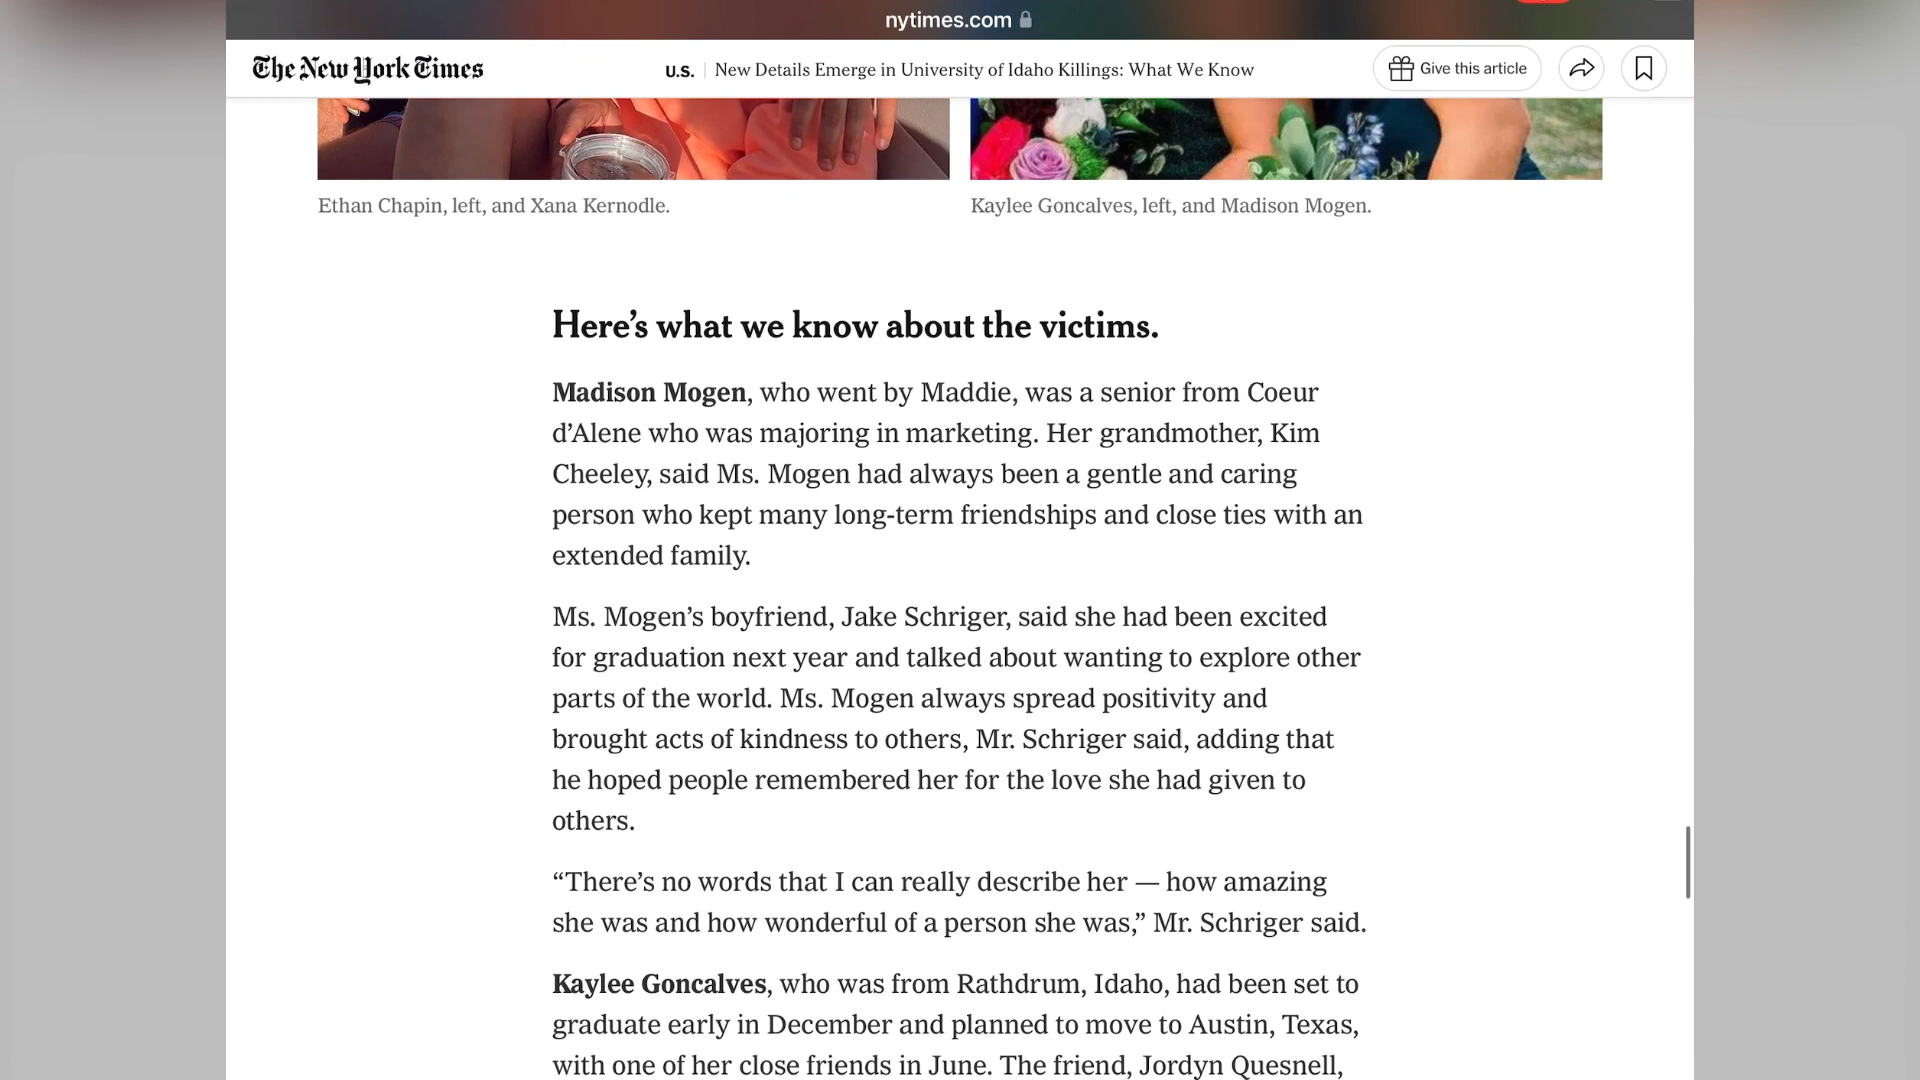 nytimes.com
The New York Times
U.S. New Details Emerge in University of Idaho Killings: What We Know
Give this article
Ethan Chapin, left, and Xana Kernodle.
Kaylee Goncalves, left, and Madison Mogen.
Here’s what we know about the victims.
Madison Mogen, who went by Maddie, was a senior from Coeur
d’Alene who was majoring in marketing. Her grandmother, Kim
Cheeley, said Ms. Mogen had always been a gentle and caring
person who kept many long-term friendships and close ties with an
extended family.
Ms. Mogen’s boyfriend, Jake Schriger, said she had been excited
for graduation next year and talked about wanting to explore other
parts of the world. Ms. Mogen always spread positivity and
brought acts of kindness to others, Mr. Schriger said, adding that
he hoped people remembered her for the love she had given to
others.
“There’s no words that I can really describe her — how amazing
she was and how wonderful of a person she was,” Mr. Schriger said.
Kaylee Goncalves, who was from Rathdrum, Idaho, had been set to
graduate early in December and planned to move to Austin, Texas,
with one of her close friends in June. The friend, Jordyn Quesnell,